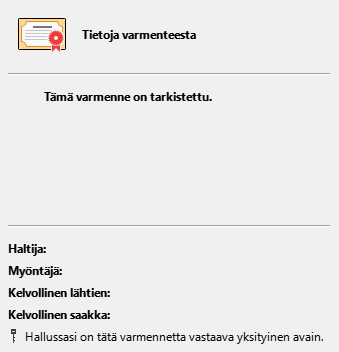 Tietoja varmenteesta
Tämä varmenne on tarkistettu.
Haltija:
Myöntäjä:
Kelvollinen lähtien:
Kelvollinen saakka:
Hallussasi on tätä varmennetta vastaava yksityinen avain.